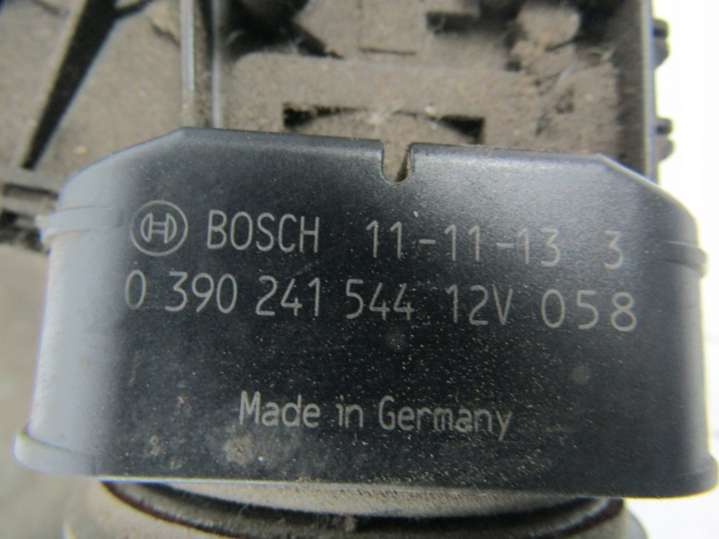 BOSCH 11-11-13 3
0 390 241 544 12V 058
Made in Germany